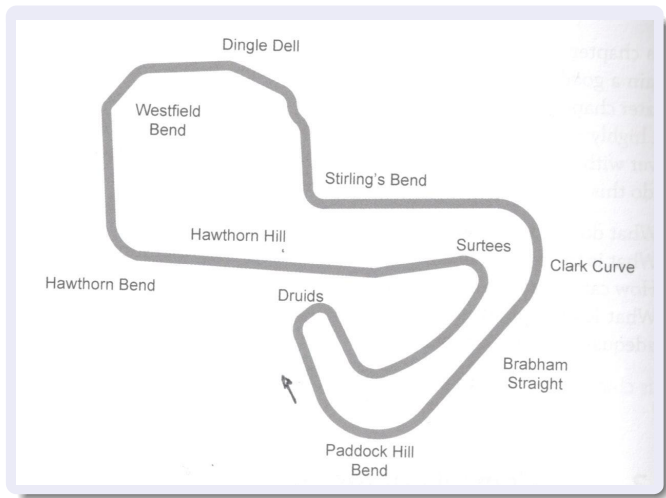 Dingle Dell
Westfield
Bend
Stirling's Bend
Hawthorn Hill
Surtees
Clark Curve
Hawthorn Bend
Druids
Brabham
Straight
Paddock Hill
Bend